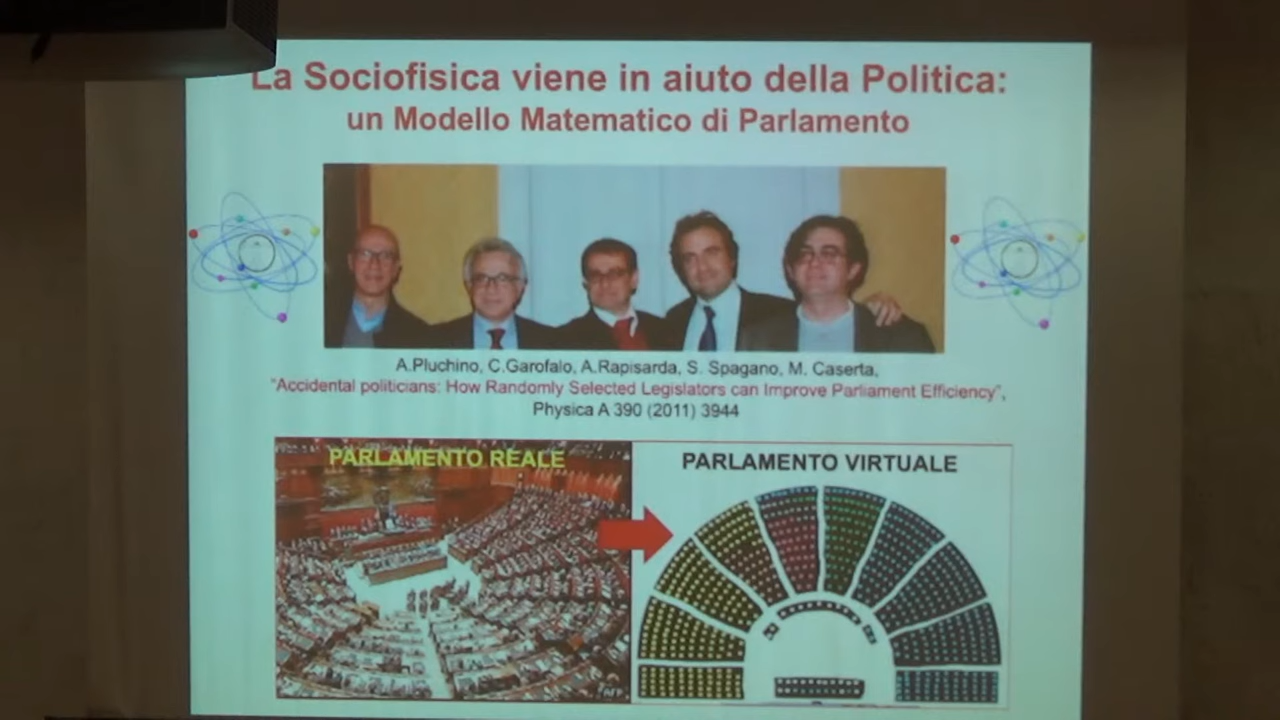 La Sociofisica viene in aiuto della Politica:
un Modello Matematico di Parlamento
A.Pluchino, C.Garofalo, A.Rapisarda, S. Spagano, M. Caserta,
"Accidental politicians: How Randomly Selected Legislators can Improve Parliament Efficiency",
Physica A 390 (2011) 3944
PARLAMENTO REALE
PARLAMENTO VIRTUALE
AFP